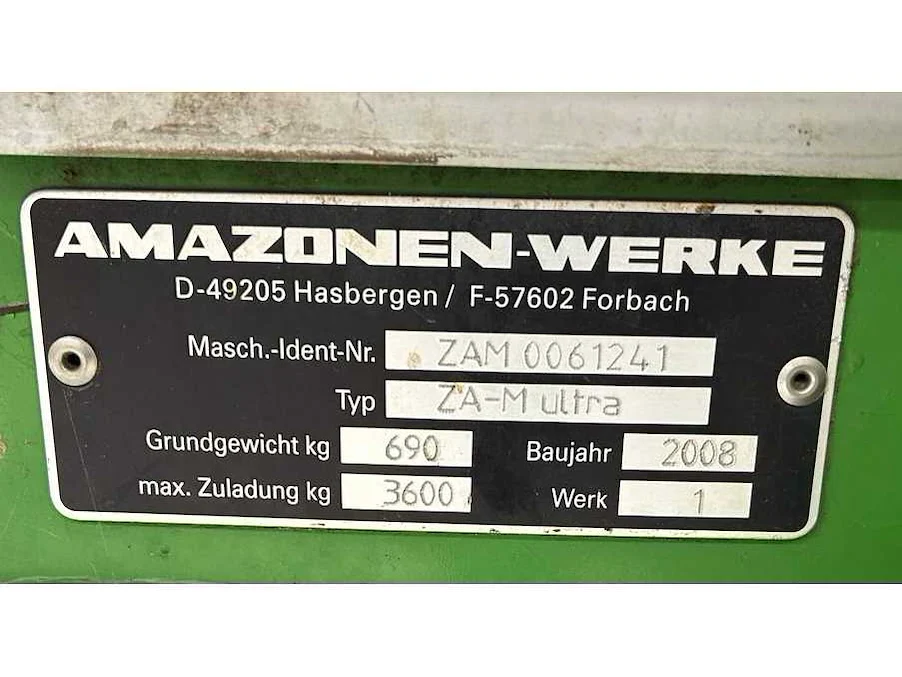 AMAZONEN-WERKE
D-49205 Hasbergen / F-57602 Forbach
Masch.-Ident-Nr. ZAM 0061241
Typ ZA-M ultra
Grundgewicht kg 690 Baujahr 2008
max. Zuladung kg 3600 Werk 1